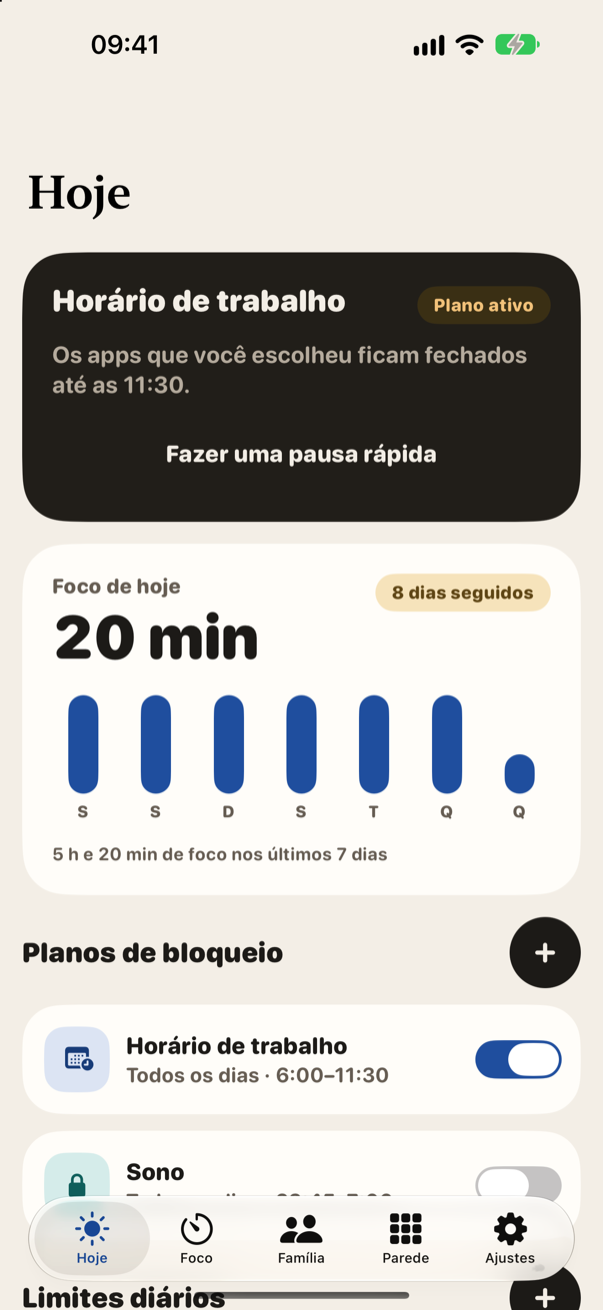 09:41
Hoje
Horário de trabalho
Plano ativo
Os apps que você escolheu ficam fechados
até as 11:30.
Fazer uma pausa rápida
Foco de hoje
8 dias seguidos
20 min
S S D S T Q Q
5 h e 20 min de foco nos últimos 7 dias
Planos de bloqueio
+
Horário de trabalho
Todos os dias · 6:00–11:30
Sono
Hoje Foco Família Parede Ajustes
Limites diários
+